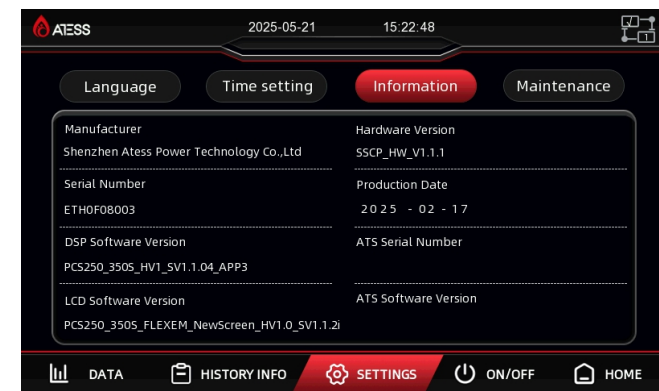 ATESS 2025-05-21 15:22:48
Language Time setting Information Maintenance
Manufacturer
Shenzhen Atess Power Technology Co.,Ltd
Hardware Version
SSCP_HW_V1.1.1
Serial Number
ETH0F08003
Production Date
2025 - 02 - 17
DSP Software Version
PCS250_350S_HV1_SV1.1.04_APP3
ATS Serial Number
LCD Software Version
PCS250_350S_FLEXEM_NewScreen_HV1.0_SV1.1.2i
ATS Software Version
DATA HISTORY INFO SETTINGS ON/OFF HOME